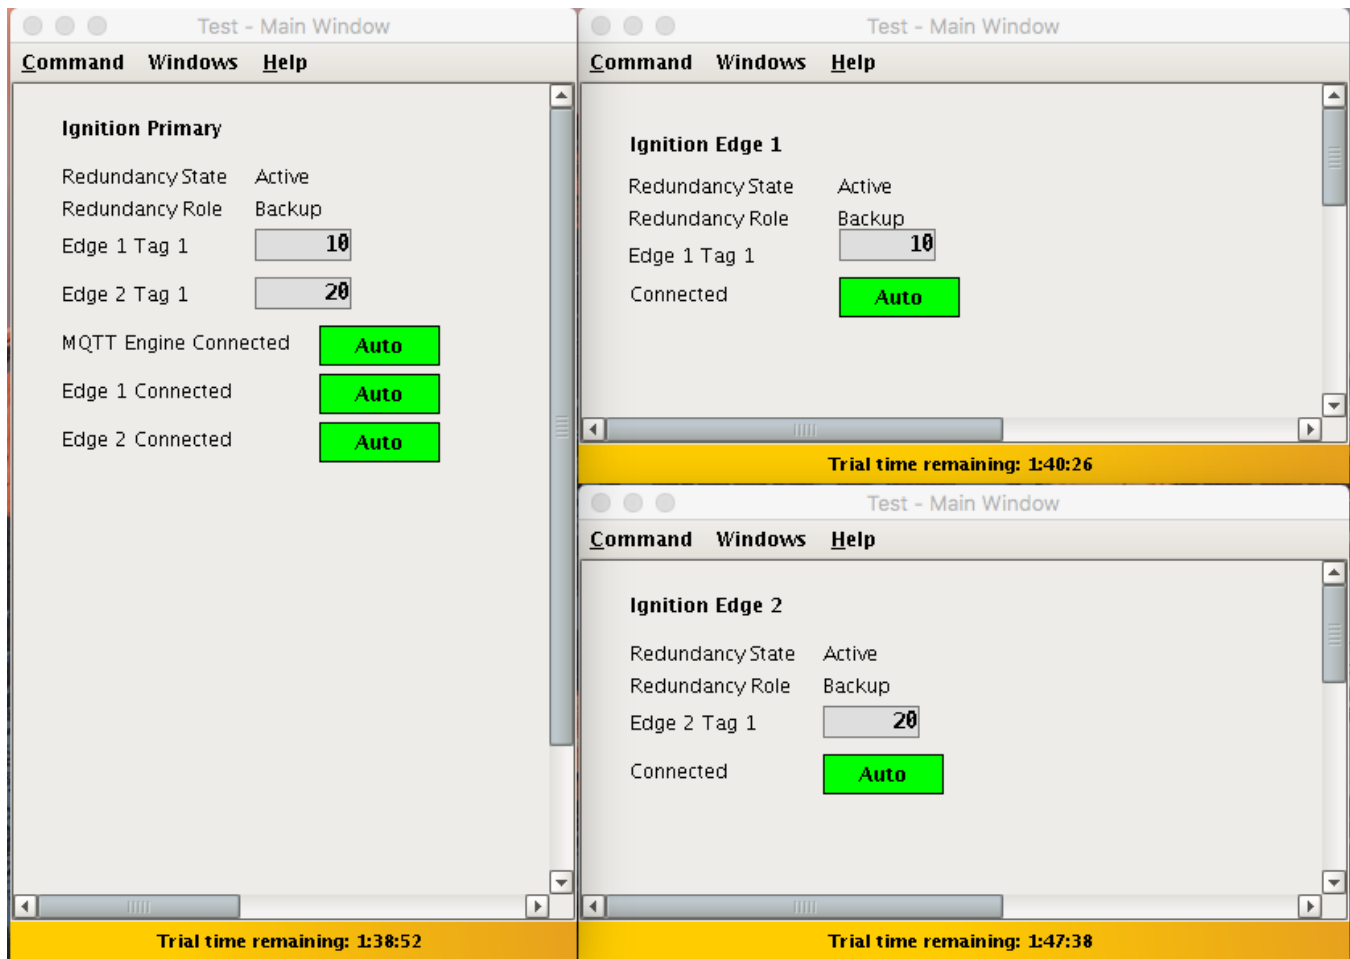 Test - Main Window
Command Windows Help
Ignition Primary
Redundancy State Active
Redundancy Role Backup
Edge 1 Tag 1 10
Edge 2 Tag 1 20
MQTT Engine Connected Auto
Edge 1 Connected Auto
Edge 2 Connected Auto
Trial time remaining: 1:38:52
Test - Main Window
Command Windows Help
Ignition Edge 1
Redundancy State Active
Redundancy Role Backup
Edge 1 Tag 1 10
Connected Auto
Trial time remaining: 1:40:26
Test - Main Window
Command Windows Help
Ignition Edge 2
Redundancy State Active
Redundancy Role Backup
Edge 2 Tag 1 20
Connected Auto
Trial time remaining: 1:47:38